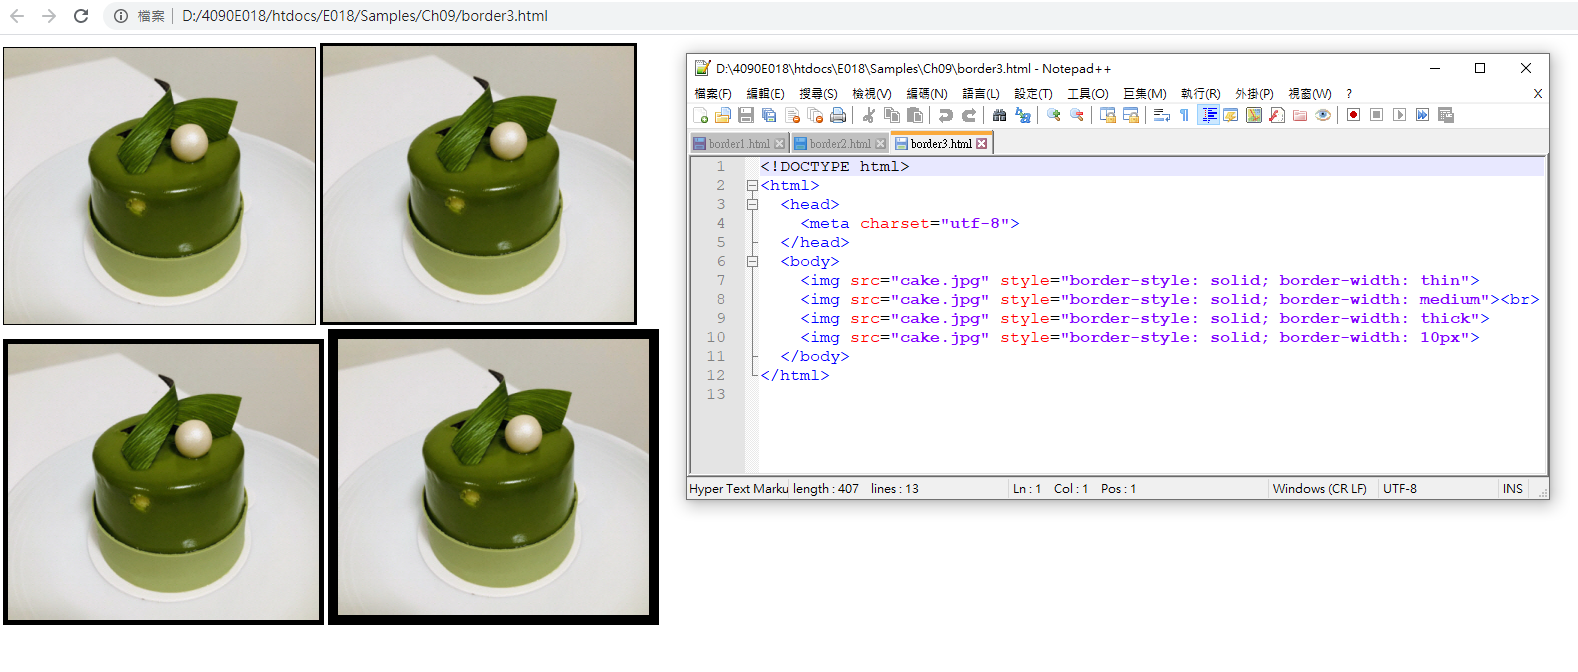 檔案 | D:/4090E018/htdocs/E018/Samples/Ch09/border3.html
D:\4090E018\htdocs\E018\Samples\Ch09\border3.html - Notepad++
檔案(F) 編輯(E) 搜尋(S) 檢視(V) 編碼(N) 語言(L) 設定(T) 工具(O) 巨集(M) 執行(R) 外掛(P) 視窗(W) ? X
border1.html border2.html border3.html
1 <!DOCTYPE html>
2 <html>
3 <head>
4 <meta charset="utf-8">
5 </head>
6 <body>
7 <img src="cake.jpg" style="border-style: solid; border-width: thin">
8 <img src="cake.jpg" style="border-style: solid; border-width: medium"><br>
9 <img src="cake.jpg" style="border-style: solid; border-width: thick">
10 <img src="cake.jpg" style="border-style: solid; border-width: 10px">
11 </body>
12 </html>
13
Hyper Text Marku length : 407 lines : 13 Ln : 1 Col : 1 Pos : 1 Windows (CR LF) UTF-8 INS